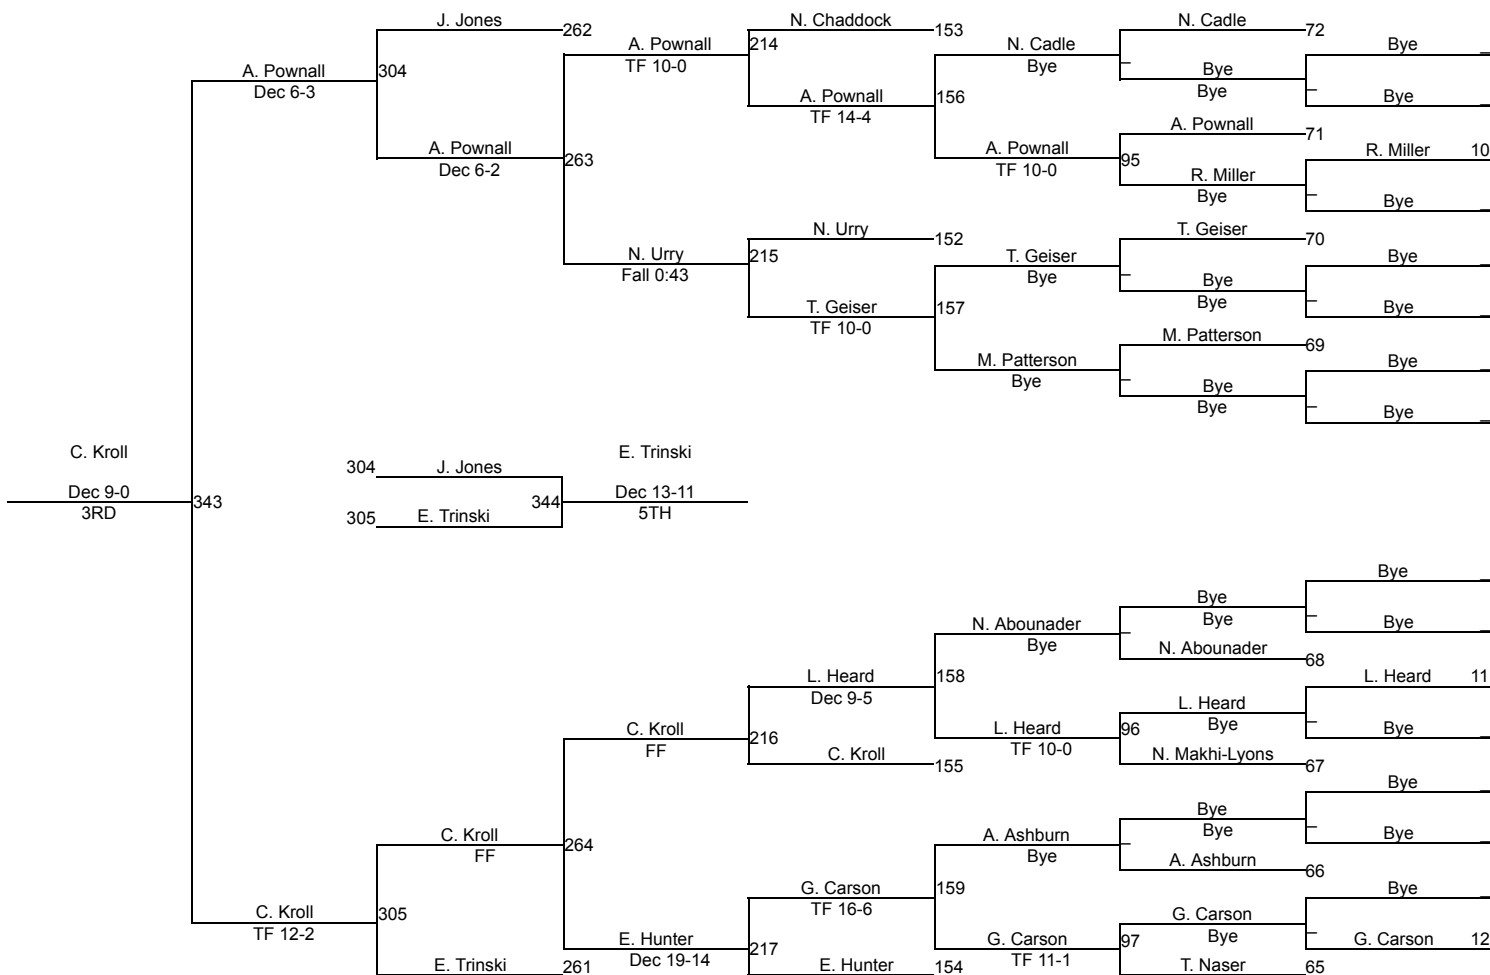 J. Jones
262
N. Chaddock
153
N. Cadle
72
A. Pownall
TF 10-0
214
N. Cadle
Bye
Bye
A. Pownall
Dec 6-3
304
Bye
Bye
A. Pownall
TF 14-4
156
Bye
A. Pownall
71
A. Pownall
Dec 6-2
263
A. Pownall
TF 10-0
95
R. Miller 10
R. Miller
Bye
Bye
N. Urry
152
T. Geiser
70
N. Urry
Fall 0:43
215
T. Geiser
Bye
Bye
Bye
Bye
T. Geiser
TF 10-0
157
Bye
M. Patterson
69
M. Patterson
Bye
Bye
Bye
Bye
Bye
C. Kroll
Dec 9-0
3RD
343
304 J. Jones
305 E. Trinski
344
E. Trinski
Dec 13-11
5TH
Bye
Bye
Bye
N. Abounader
Bye
Bye
N. Abounader
68
L. Heard
Dec 9-5
158
L. Heard 11
L. Heard
Bye
C. Kroll
FF
216
L. Heard
TF 10-0
96
Bye
C. Kroll
155
N. Makhi-Lyons
67
Bye
Bye
Bye
C. Kroll
FF
264
A. Ashburn
Bye
Bye
A. Ashburn
66
G. Carson
TF 16-6
159
Bye
C. Kroll
TF 12-2
305
G. Carson
Bye
E. Hunter
Dec 19-14
217
G. Carson
TF 11-1
97
G. Carson 12
E. Trinski
261
E. Hunter
154
T. Naser
65